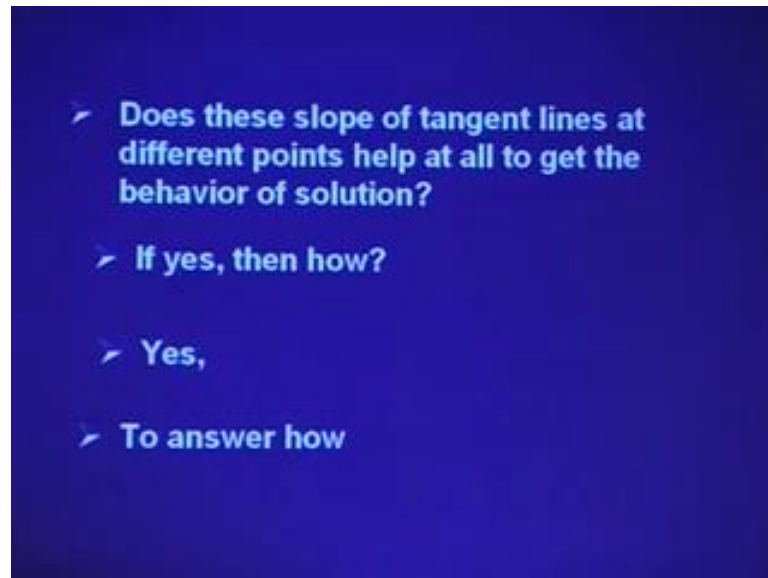 Does these slope of tangent lines at
different points help at all to get the
behavior of solution?
If yes, then how?
Yes,
To answer how